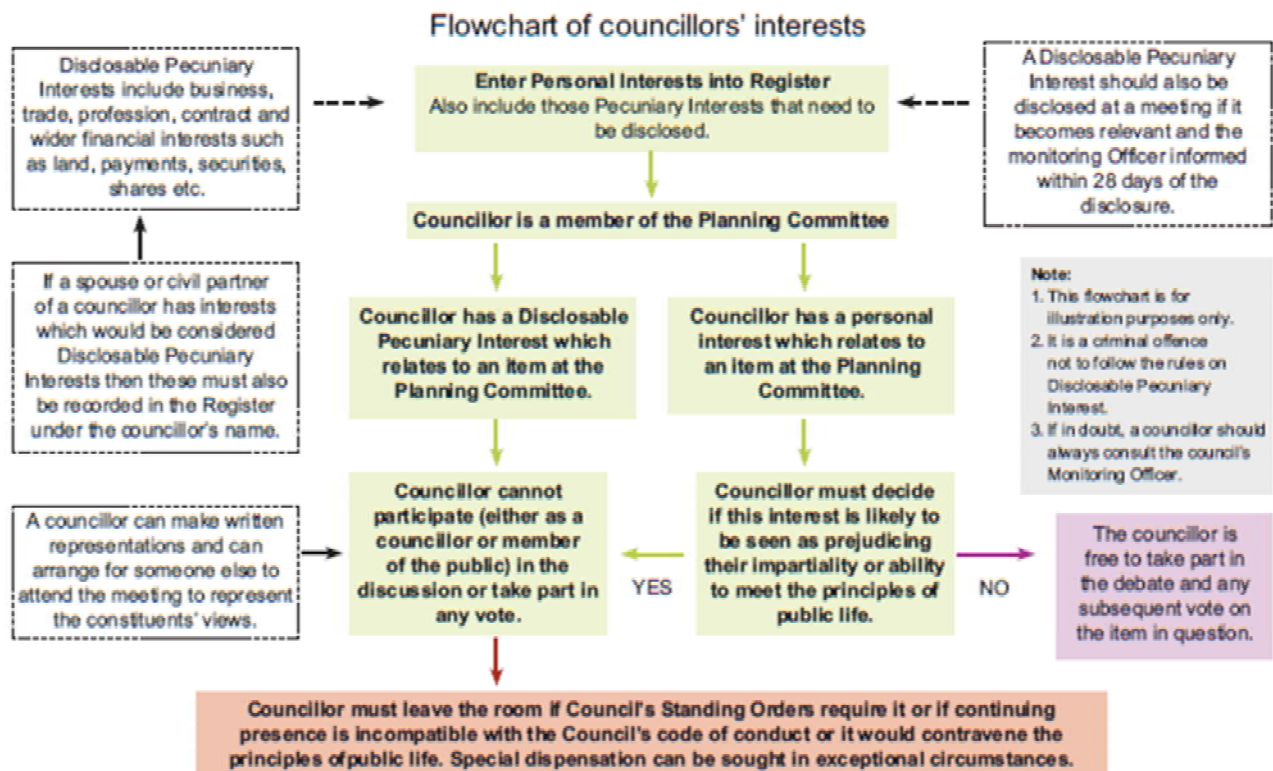 Flowchart of councillors' interests
Disclosable Pecuniary
Interests include business,
trade, profession, contract and
wider financial interests such
as land, payments, securities,
shares etc.
Enter Personal Interests into Register
Also include those Pecuniary Interests that need to
be disclosed.
A Disclosable Pecuniary
Interest should also be
disclosed at a meeting if it
becomes relevant and the
monitoring Officer informed
within 28 days of the
disclosure.
Councillor is a member of the Planning Committee
If a spouse or civil partner
of a councillor has interests
which would be considered
Disclosable Pecuniary
Interests then these must also
be recorded in the Register
under the councillor's name.
Councillor has a Disclosable
Pecuniary Interest which
relates to an item at the
Planning Committee.
Councillor has a personal
interest which relates to
an item at the Planning
Committee.
Note:
1. This flowchart is for
illustration purposes only.
2. It is a criminal offence
not to follow the rules on
Disclosable Pecuniary
Interest.
3. If in doubt, a councillor should
always consult the council's
Monitoring Officer.
A councillor can make written
representations and can
arrange for someone else to
attend the meeting to represent
the constituents' views.
Councillor cannot
participate (either as a
councillor or member
of the public) in the
discussion or take part in
any vote.
YES
Councillor must decide
if this interest is likely to
be seen as prejudicing
their impartiality or ability
to meet the principles of
public life.
NO
The councillor is
free to take part in
the debate and any
subsequent vote on
the item in question.
Councillor must leave the room if Council's Standing Orders require it or if continuing
presence is incompatible with the Council's code of conduct or it would contravene the
principles of public life. Special dispensation can be sought in exceptional circumstances.